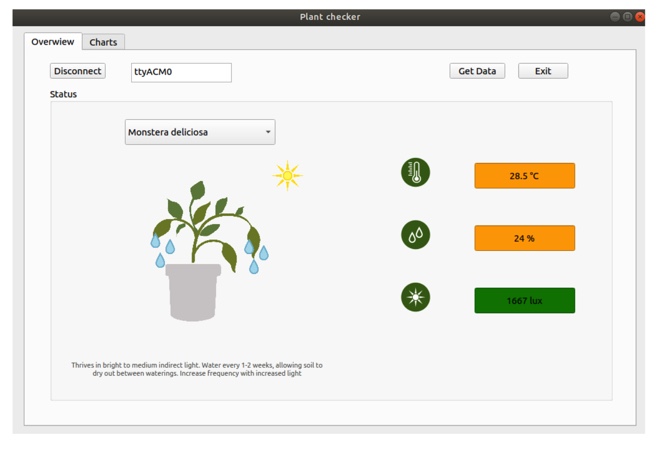 Plant checker
Overwiew
Charts
Disconnect
ttyACM0
Get Data
Exit
Status
Monstera deliciosa
28.5 °C
24 %
1667 lux
Thrives in bright to medium indirect light. Water every 1-2 weeks, allowing soil to
dry out between waterings. Increase frequency with increased light